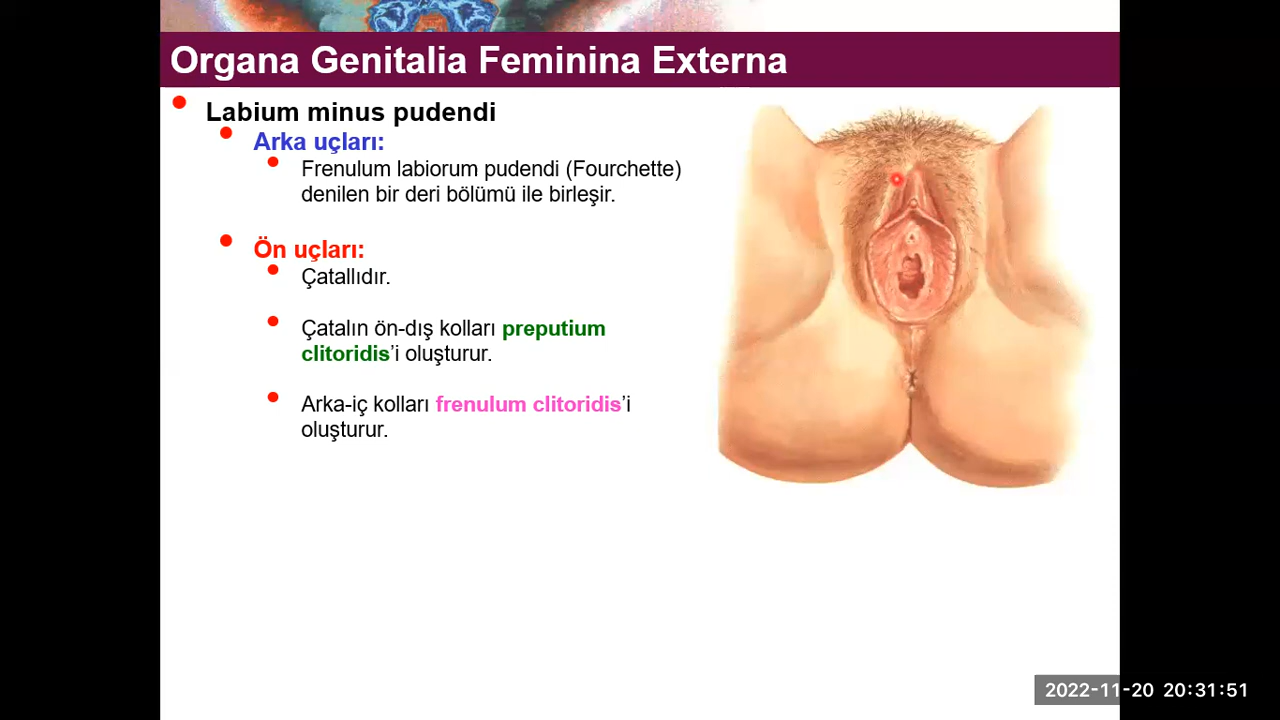 Organa Genitalia Feminina Externa
Labium minus pudendi
Arka uçları:
Frenulum labiorum pudendi (Fourchette)
denilen bir deri bölümü ile birleşir.
Ön uçları:
Çatallıdır.
Çatalın ön-dış kolları preputium
clitoridis’i oluşturur.
Arka-iç kolları frenulum clitoridis’i
oluşturur.
2022-11-20 20:31:51